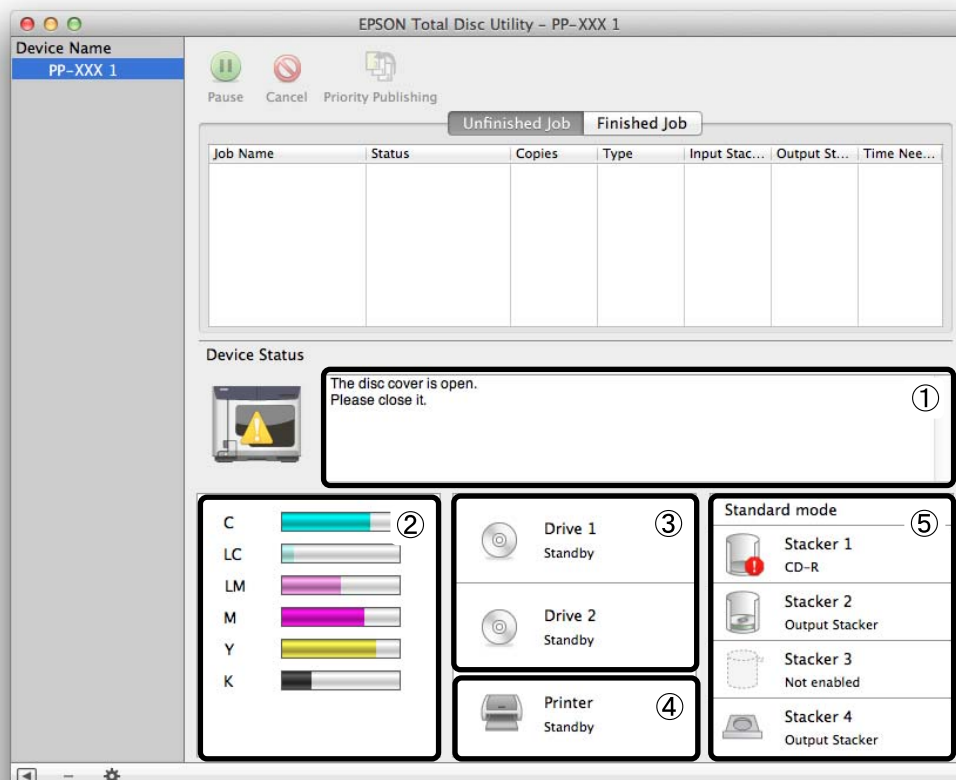 EPSON Total Disc Utility - PP-XXX 1
Device Name
PP-XXX 1
Pause Cancel Priority Publishing
Unfinished Job Finished Job
Job Name Status Copies Type Input Stac... Output St... Time Nee...
Device Status
The disc cover is open.
Please close it.
①
C
LC
LM
M
Y
K
②
Drive 1
Standby
Drive 2
Standby
③
Printer
Standby
④
Standard mode
⑤
Stacker 1
CD-R
Stacker 2
Output Stacker
Stacker 3
Not enabled
Stacker 4
Output Stacker